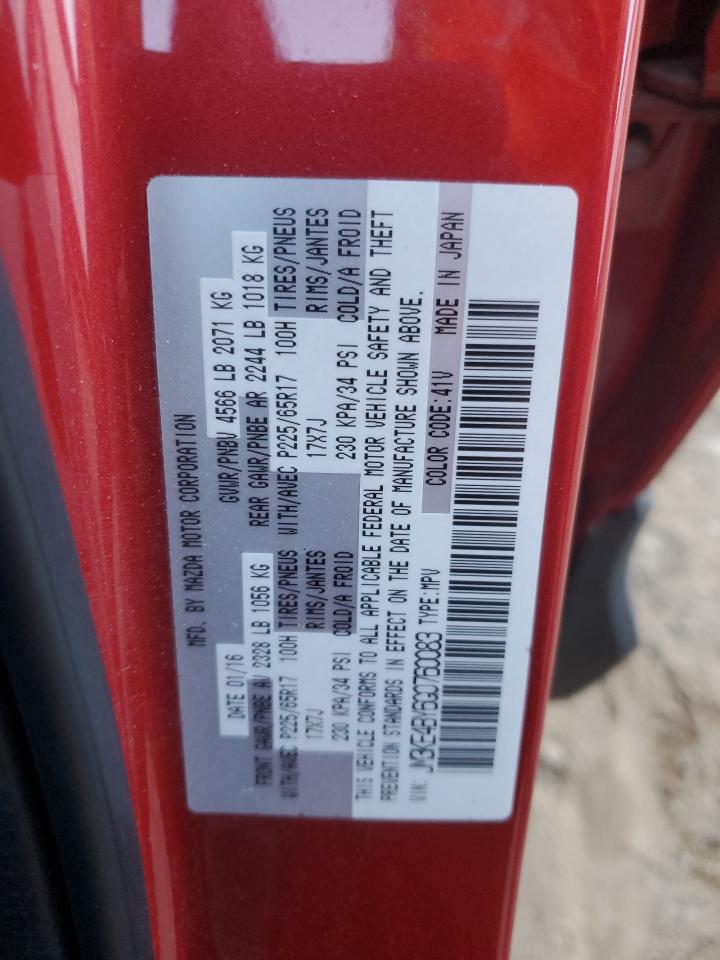 MFD. BY MAZDA MOTOR CORPORATION
DATE 01/16 GVWR/PNBV 4566 LB 2071 KG
FRONT GAWR/PNBE AV 2328 LB 1056 KG REAR GAWR/PNBE AR 2244 LB 1018 KG
WITH/AVEC P225/65R17 100H TIRES/PNEUS WITH/AVEC P225/65R17 100H TIRES/PNEUS
17X7J RIMS/JANTES 17X7J RIMS/JANTES
230 KPA/34 PSI COLD/A FROID 230 KPA/34 PSI COLD/A FROID
THIS VEHICLE CONFORMS TO ALL APPLICABLE FEDERAL MOTOR VEHICLE SAFETY AND THEFT
PREVENTION STANDARDS IN EFFECT ON THE DATE OF MANUFACTURE SHOWN ABOVE.
VIN: JM3KE4BY6G0760083 TYPE:MPV COLOR CODE:41V MADE IN JAPAN